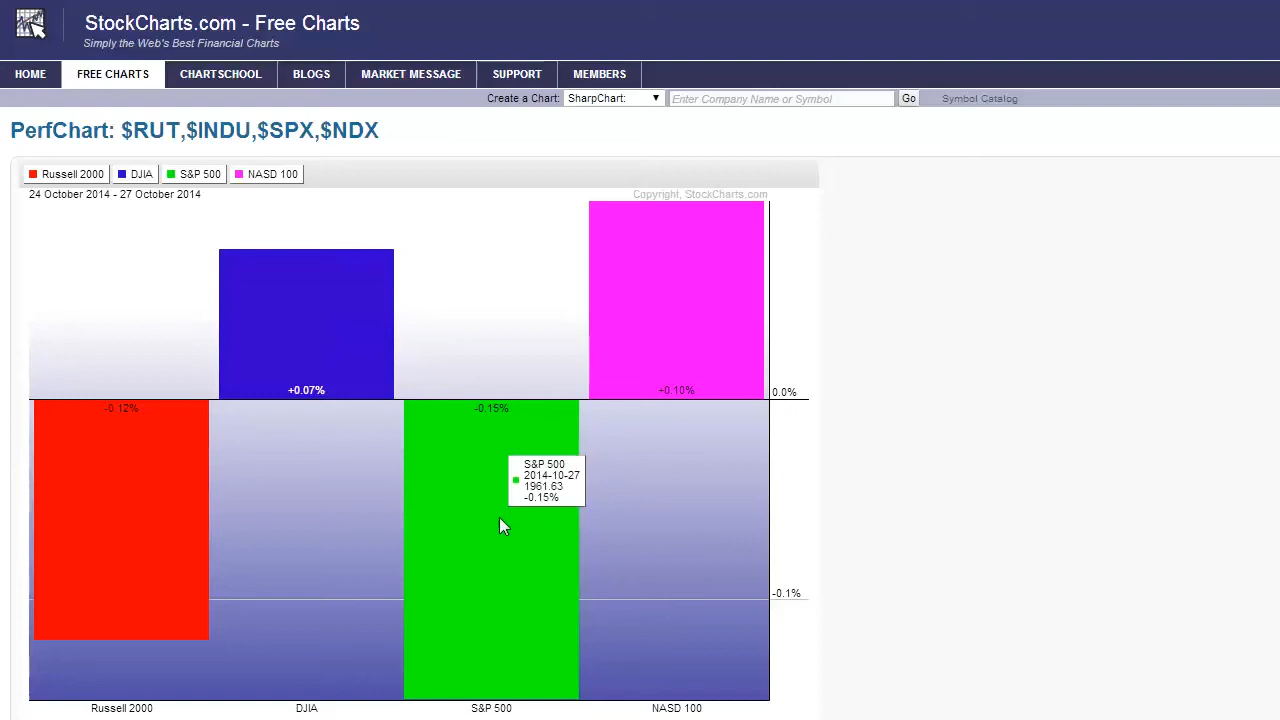 StockCharts.com - Free Charts
Simply the Web's Best Financial Charts
HOME FREE CHARTS CHARTSCHOOL BLOGS MARKET MESSAGE SUPPORT MEMBERS
Create a Chart: SharpChart: Enter Company Name or Symbol Go Symbol Catalog
PerfChart: $RUT,$INDU,$SPX,$NDX
Russell 2000 DJIA S&P 500 NASD 100
24 October 2014 - 27 October 2014 Copyright, StockCharts.com
+0.07% +0.10% 0.0%
-0.12% -0.15%
S&P 500
2014-10-27
1961.63
-0.15%
-0.1%
Russell 2000 DJIA S&P 500 NASD 100